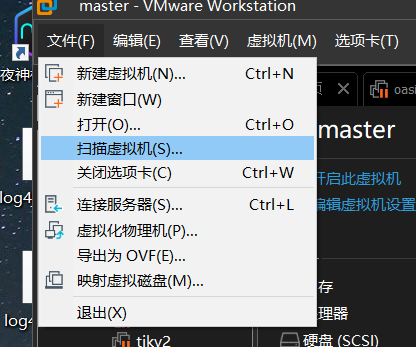 master - VMware Workstation
文件(F) 编辑(E) 查看(V) 虚拟机(M) 选项卡(T)
夜神
新建虚拟机(N)... Ctrl+N
新建窗口(W)
打开(O)... Ctrl+O
扫描虚拟机(S)...
关闭选项卡(C) Ctrl+W
连接服务器(S)... Ctrl+L
虚拟化物理机(P)...
导出为 OVF(E)...
映射虚拟磁盘(M)...
退出(X)
oasi
master
开启此虚拟机
编辑虚拟机设置
存
理器
硬盘 (SCSI)
log4
log4
tikv2